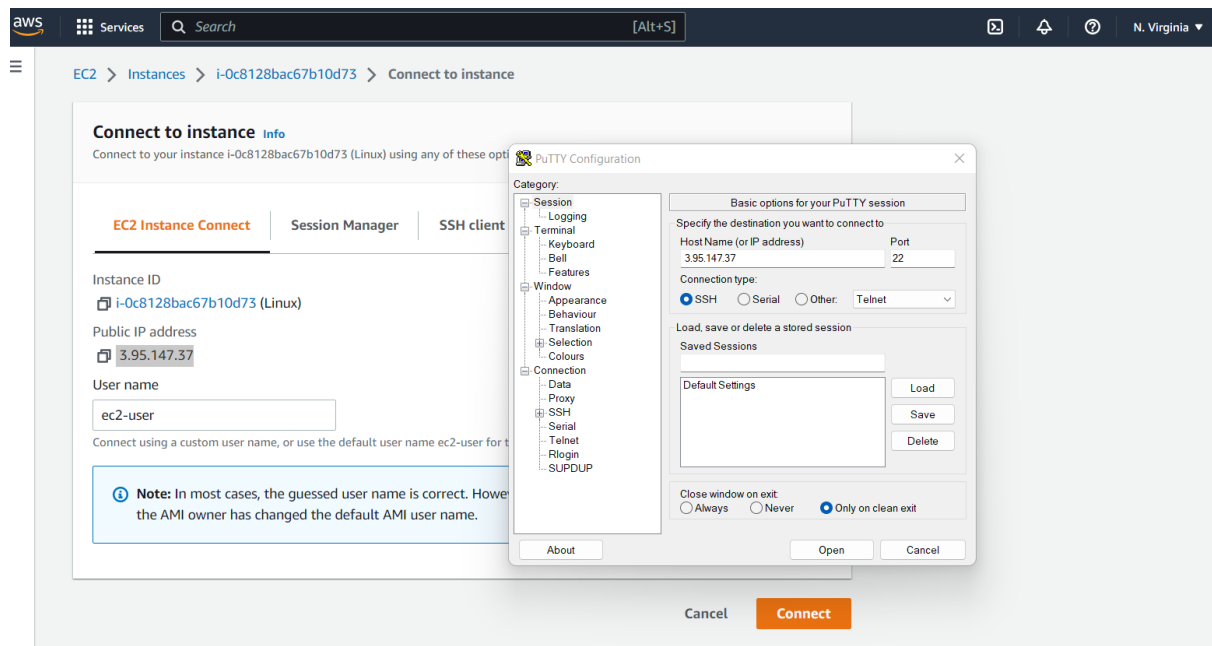 aws
Services
Search
[Alt+S]
N. Virginia
EC2 > Instances > i-0c8128bac67b10d73 > Connect to instance
Connect to instance Info
Connect to your instance i-0c8128bac67b10d73 (Linux) using any of these
EC2 Instance Connect
Session Manager
SSH client
Instance ID
i-0c8128bac67b10d73 (Linux)
Public IP address
3.95.147.37
User name
ec2-user
Connect using a custom user name, or use the default user name ec2-user for
Note: In most cases, the guessed user name is correct.
the AMI owner has changed the default AMI user name.
Cancel
Connect
PuTTY Configuration
Category:
Session
Logging
Terminal
Keyboard
Bell
Features
Window
Appearance
Behaviour
Translation
Selection
Colours
Connection
Data
Proxy
SSH
Serial
Telnet
Rlogin
SUPDUP
Basic options for your PuTTY session
Specify the destination you want to connect to
Host Name (or IP address)
Port
3.95.147.37
22
Connection type:
SSH
Serial
Other:
Telnet
Load, save or delete a stored session
Saved Sessions
Default Settings
Load
Save
Delete
Close window on exit:
Always
Never
Only on clean exit
About
Open
Cancel